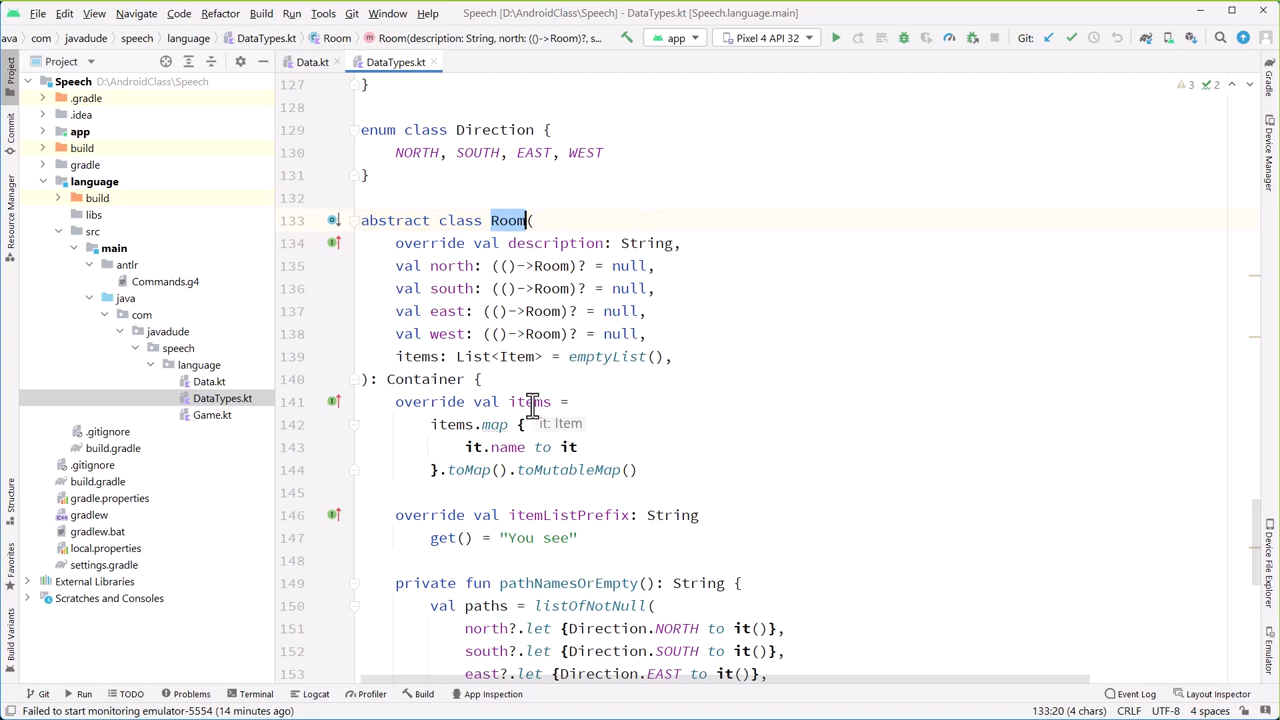 File Edit View Navigate Code Refactor Build Run Tools Git Window Help Speech [D:\AndroidClass\Speech] - DataTypes.kt [Speech.language.main]
ava com javadude speech language DataTypes.kt Room Room(description: String, north: (()->Room)?, s... app Pixel 4 API 32 Git:
Project Data.kt DataTypes.kt
Speech D:\AndroidClass\Speech
.gradle
.idea
app
build
gradle
language
build
libs
src
main
antlr
Commands.g4
java
com
javadude
speech
language
Data.kt
DataTypes.kt
Game.kt
.gitignore
build.gradle
.gitignore
build.gradle
gradle.properties
gradlew
gradlew.bat
local.properties
settings.gradle
External Libraries
Scratches and Consoles
3 2
127 }
128
129 enum class Direction {
130 NORTH, SOUTH, EAST, WEST
131 }
132
133 abstract class Room(
134 override val description: String,
135 val north: (()->Room)? = null,
136 val south: (()->Room)? = null,
137 val east: (()->Room)? = null,
138 val west: (()->Room)? = null,
139 items: List<Item> = emptyList(),
140 ): Container {
141 override val items =
142 items.map { it: Item
143 it.name to it
144 }.toMap().toMutableMap()
145
146 override val itemListPrefix: String
147 get() = "You see"
148
149 private fun pathNamesOrEmpty(): String {
150 val paths = listOfNotNull(
151 north?.let {Direction.NORTH to it()},
152 south?.let {Direction.SOUTH to it()},
153 east?.let {Direction.EAST to it()},
Project
Commit
Resource Manager
Structure
Favorites
Build Variants
Gradle
Device Manager
Device File Explorer
Emulator
Git Run TODO Problems Terminal Logcat Profiler Build App Inspection Event Log Layout Inspector
Failed to start monitoring emulator-5554 (14 minutes ago) 133:20 (4 chars) CRLF UTF-8 4 spaces